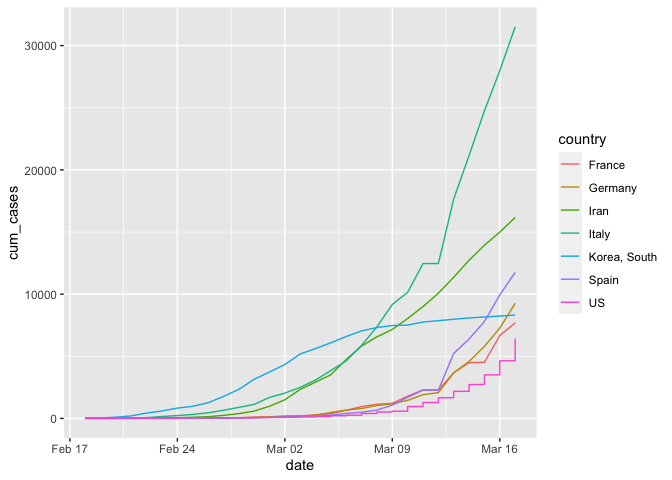 30000
20000
10000
0
cum_cases
Feb 17
Feb 24
Mar 02
Mar 09
Mar 16
date
country
France
Germany
Iran
Italy
Korea, South
Spain
US